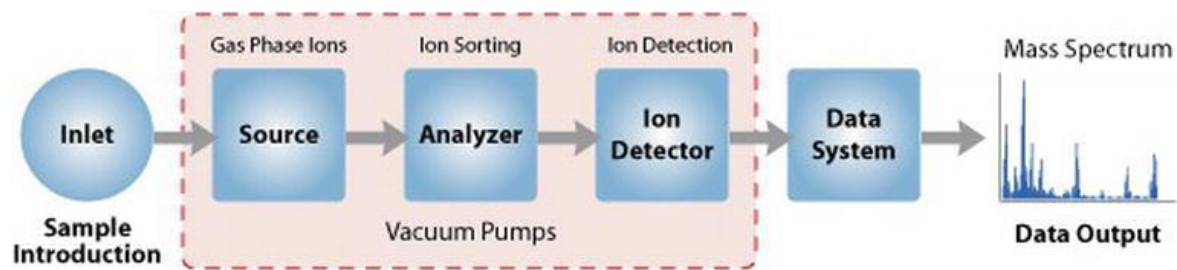 Gas Phase Ions
Ion Sorting
Ion Detection
Mass Spectrum
Inlet
Source
Analyzer
Ion
Detector
Data
System
Sample
Introduction
Vacuum Pumps
Data Output